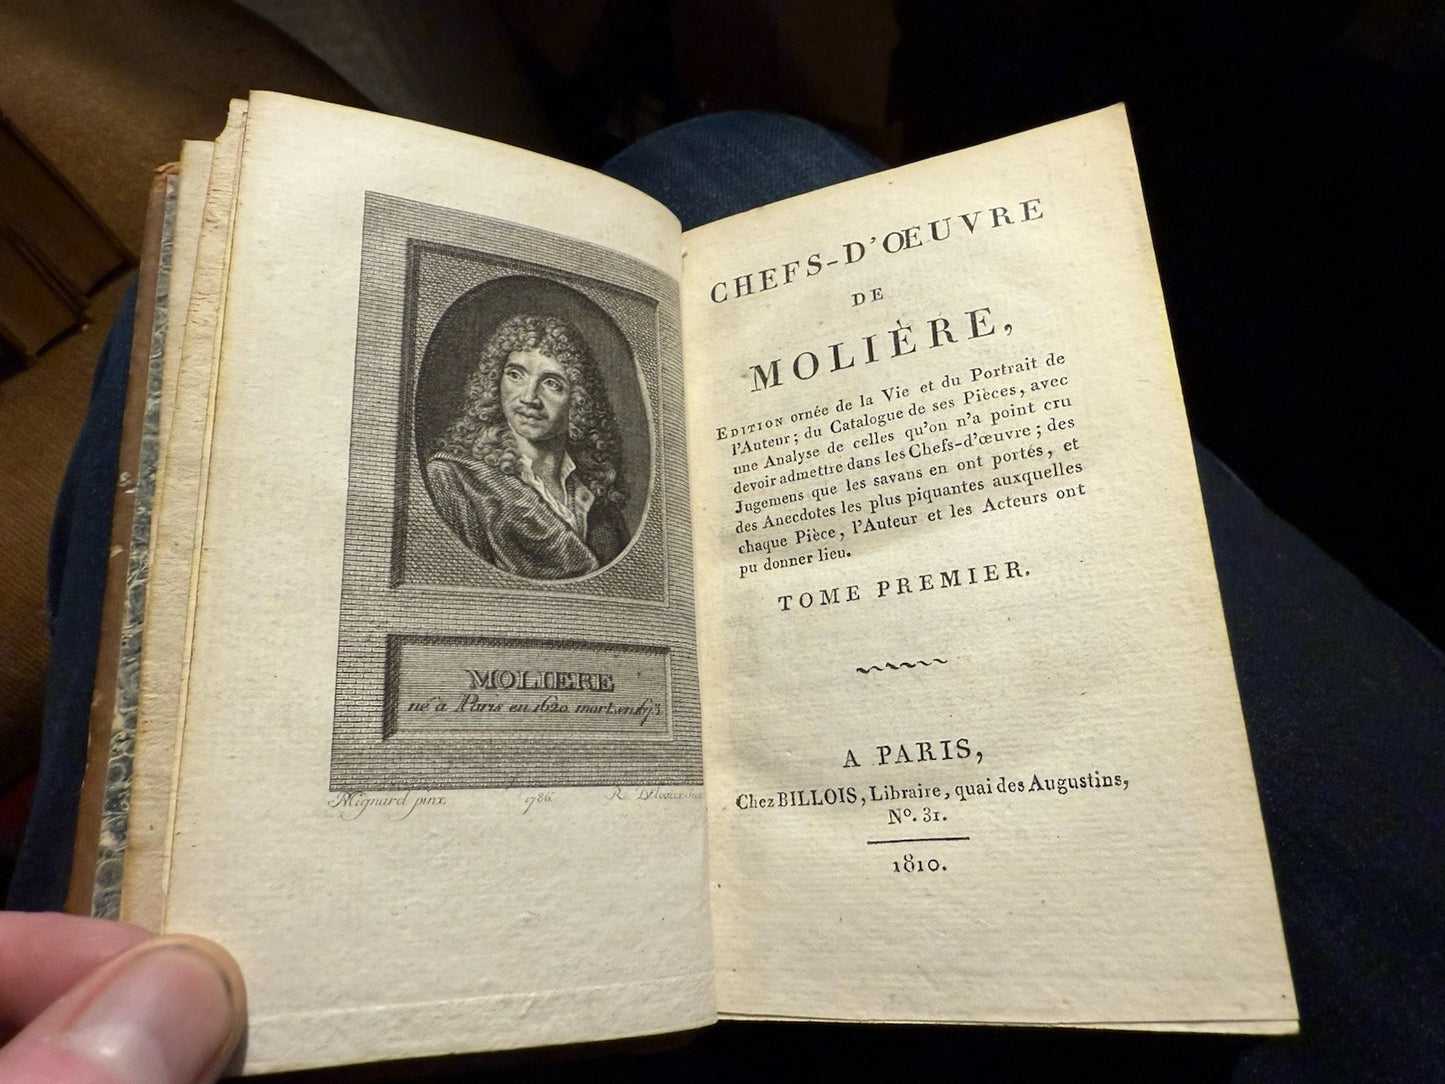 MOLIERE
né à Paris en 1620 mort en 1673
Mignard pinx
1786
R. Delvaux
CHEFS-D'ŒUVRE
DE
MOLIÈRE,
EDITION ornée de la Vie et du Portrait de
l'Auteur; du Catalogue de ses Pièces, avec
une Analyse de celles qu'on n'a point cru
devoir admettre dans les Chefs-d'œuvre; des
Jugemens que les savans en ont portés, et
des Anecdotes les plus piquantes auxquelles
chaque Pièce, l'Auteur et les Acteurs ont
pu donner lieu.
TOME PREMIER.
A PARIS,
Chez BILLOIS, Libraire, quai des Augustins,
Nº. 31.
1810.